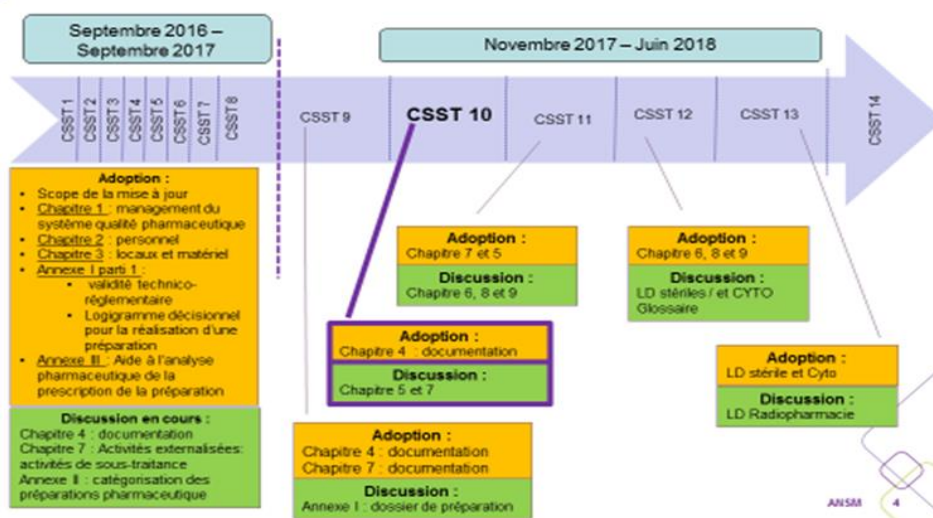 Septembre 2016 –
Septembre 2017
Novembre 2017 – Juin 2018
CSST 1
CSST 2
CSST 3
CSST 4
CSST 5
CSST 6
CSST 7
CSST 8
CSST 9
CSST 10
CSST 11
CSST 12
CSST 13
CSST 14
Adoption :
• Scope de la mise à jour
• Chapitre 1 : management du
système qualité pharmaceutique
• Chapitre 2 : personnel
• Chapitre 3 : locaux et matériel
• Annexe I parti 1 :
• validité technico-
réglementaire
• Logigramme décisionnel
pour la réalisation d'une
préparation
• Annexe III : Aide à l'analyse
pharmaceutique de la
prescription de la préparation
Discussion en cours :
Chapitre 4 : documentation
Chapitre 7 : Activités externalisées:
activités de sous-traitance
Annexe II : catégorisation des
préparations pharmaceutique
Adoption :
Chapitre 4 : documentation
Chapitre 7 : documentation
Discussion :
Annexe I : dossier de préparation
Adoption :
Chapitre 4 : documentation
Discussion :
Chapitre 5 et 7
Adoption :
Chapitre 7 et 5
Discussion :
Chapitre 6, 8 et 9
Adoption :
Chapitre 6, 8 et 9
Discussion :
LD stériles / et CYTO
Glossaire
Adoption :
LD stérile et Cyto
Discussion :
LD Radiopharmacie
ANSM 4